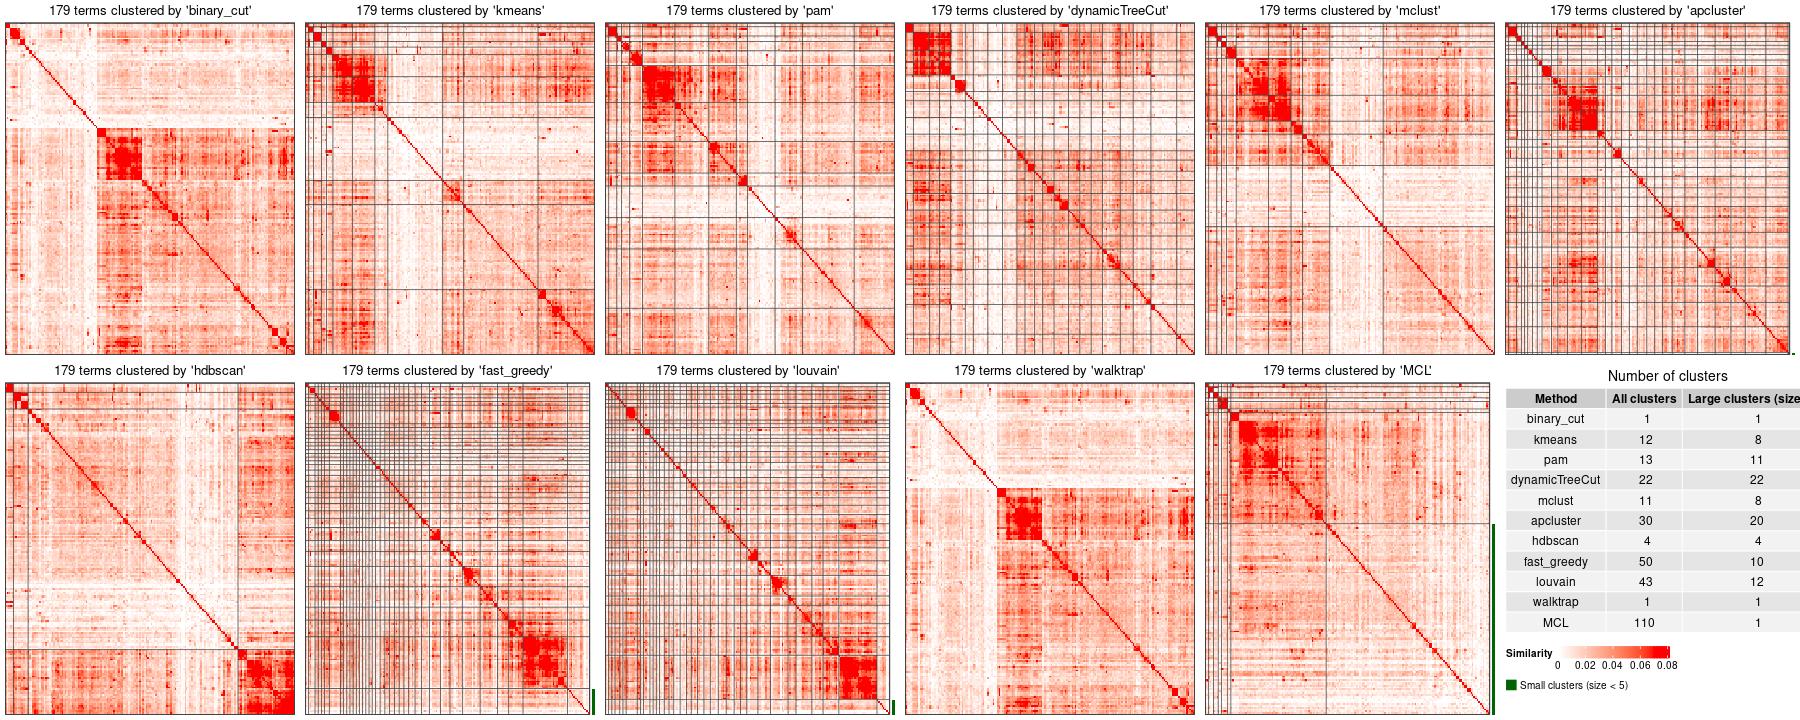 179 terms clustered by 'binary_cut'
179 terms clustered by 'kmeans'
179 terms clustered by 'pam'
179 terms clustered by 'dynamicTreeCut'
179 terms clustered by 'mclust'
179 terms clustered by 'apcluster'
179 terms clustered by 'hdbscan'
179 terms clustered by 'fast_greedy'
179 terms clustered by 'louvain'
179 terms clustered by 'walktrap'
179 terms clustered by 'MCL'
Number of clusters
Method All clusters Large clusters (size
binary_cut 1 1
kmeans 12 8
pam 13 11
dynamicTreeCut 22 22
mclust 11 8
apcluster 30 20
hdbscan 4 4
fast_greedy 50 10
louvain 43 12
walktrap 1 1
MCL 110 1
Similarity
0 0.02 0.04 0.06 0.08
Small clusters (size < 5)